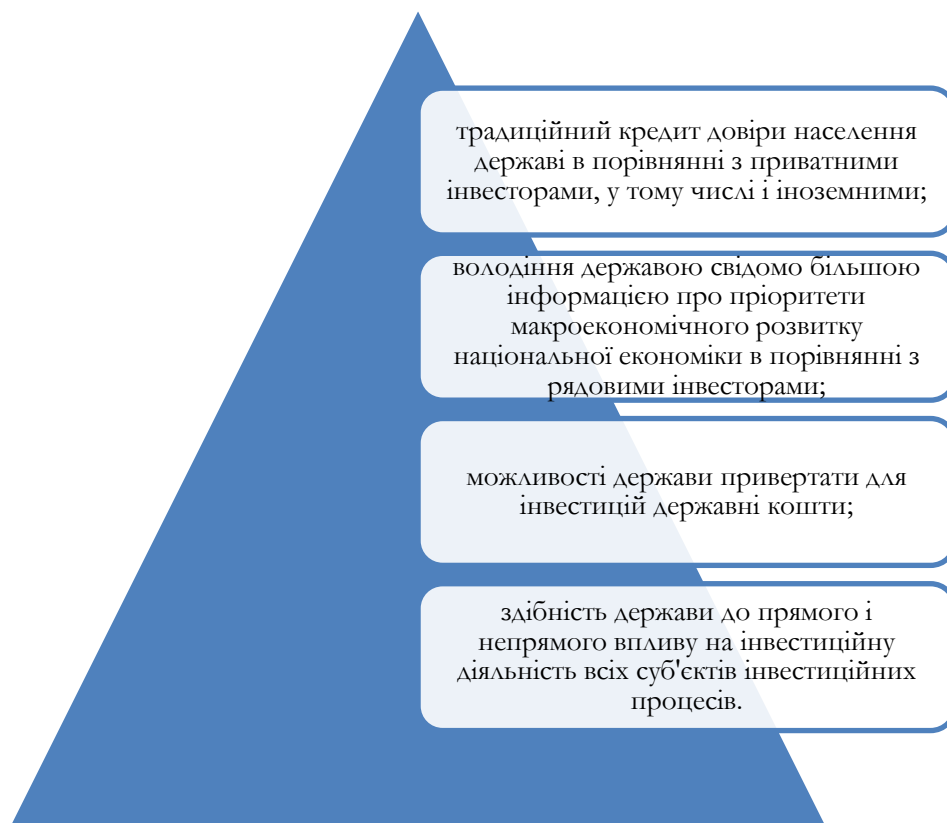 традиційний кредит довіри населення
державі в порівнянні з приватними
інвесторами, у тому числі і іноземними;
володіння державою свідомо більшою
інформацією про пріоритети
макроекономічного розвитку
національної економіки в порівнянні з
рядовими інвесторами;
можливості держави привертати для
інвестицій державні кошти;
здібність держави до прямого і
непрямого впливу на інвестиційну
діяльність всіх суб'єктів інвестиційних
процесів.